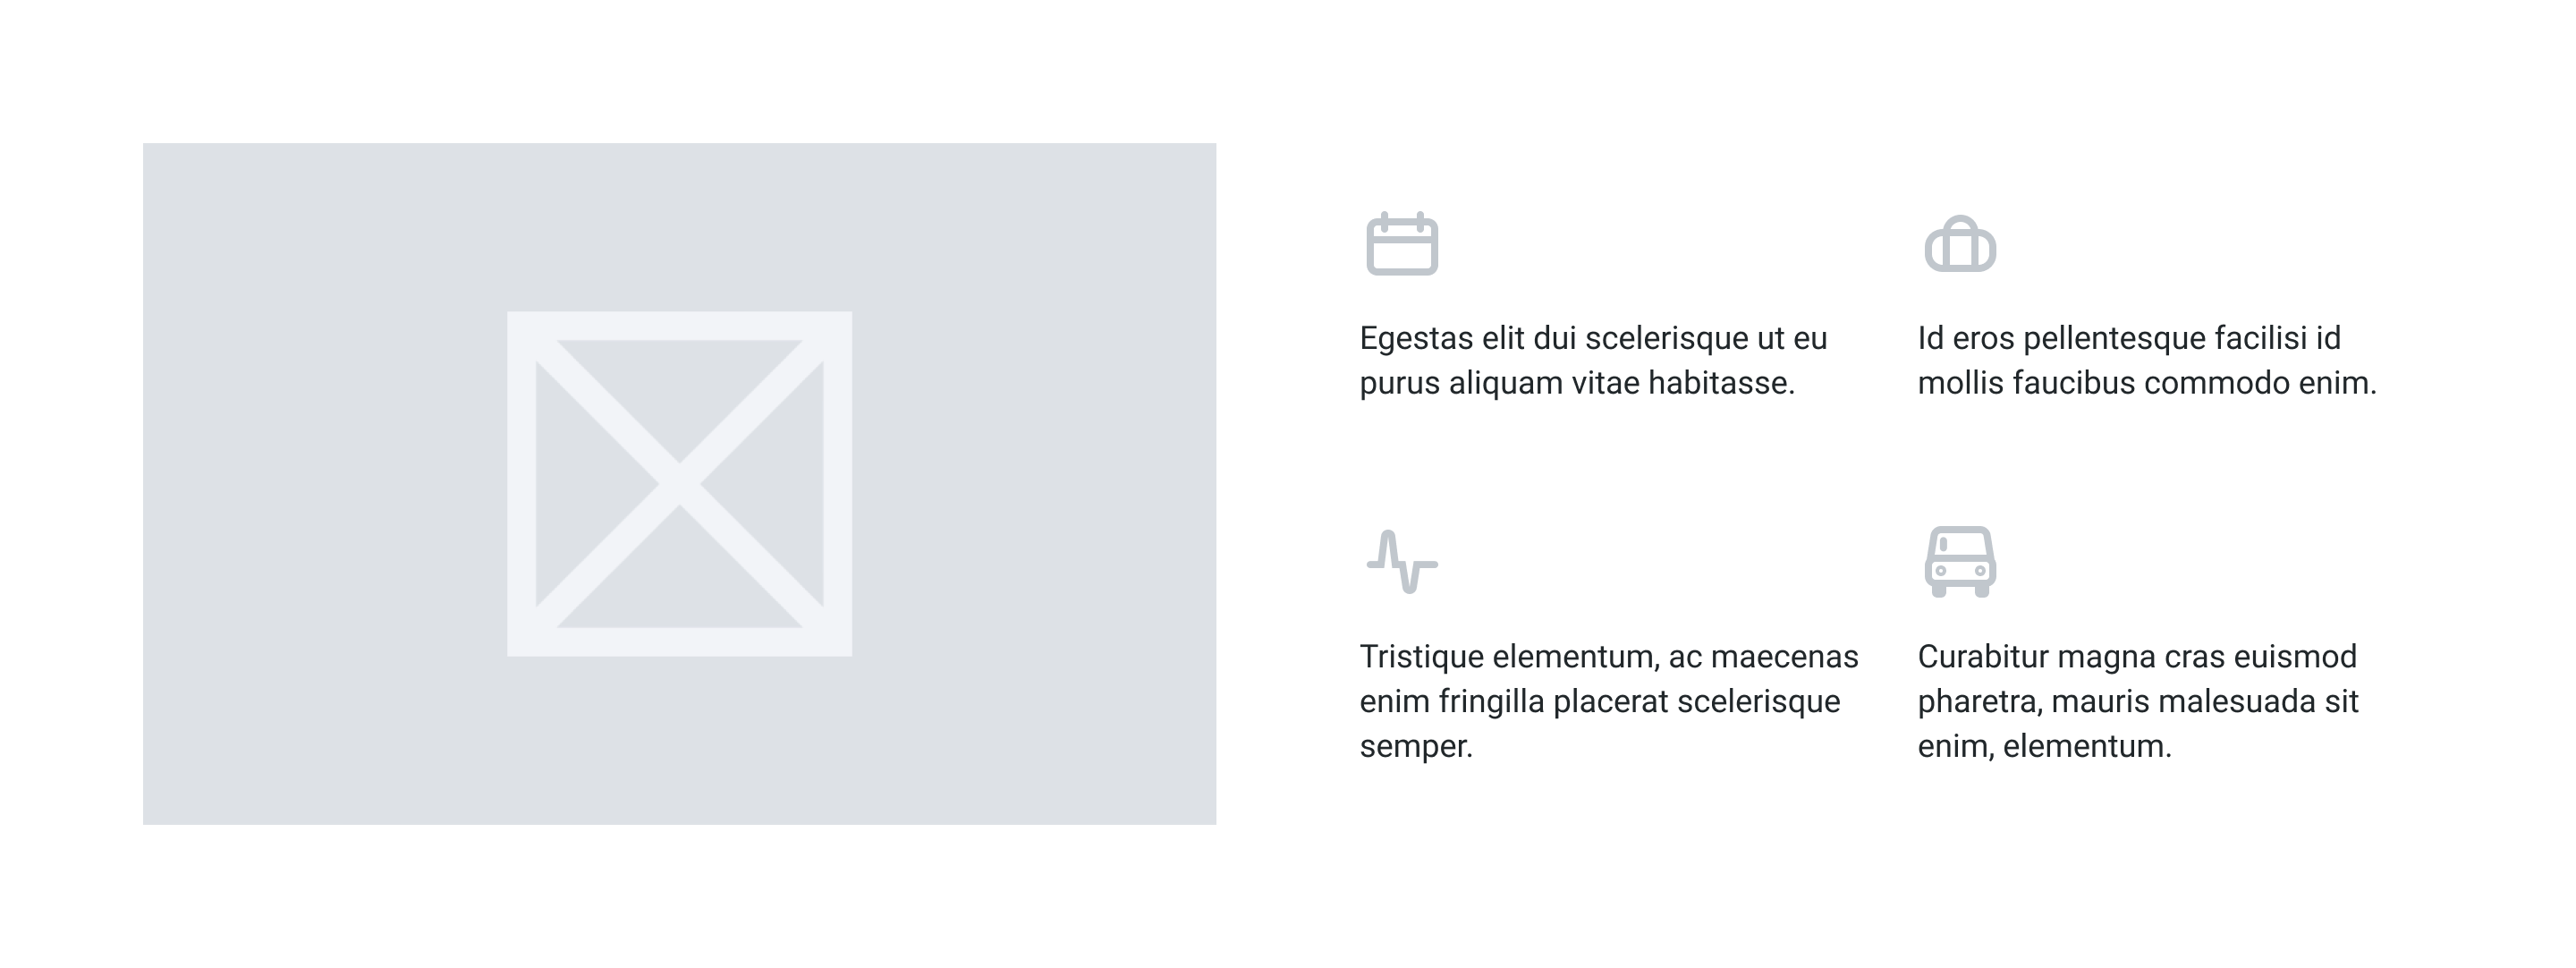 Egestas elit dui scelerisque ut eu
purus aliquam vitae habitasse.
Id eros pellentesque facilisi id
mollis faucibus commodo enim.
Tristique elementum, ac maecenas
enim fringilla placerat scelerisque
semper.
Curabitur magna cras euismod
pharetra, mauris malesuada sit
enim, elementum.